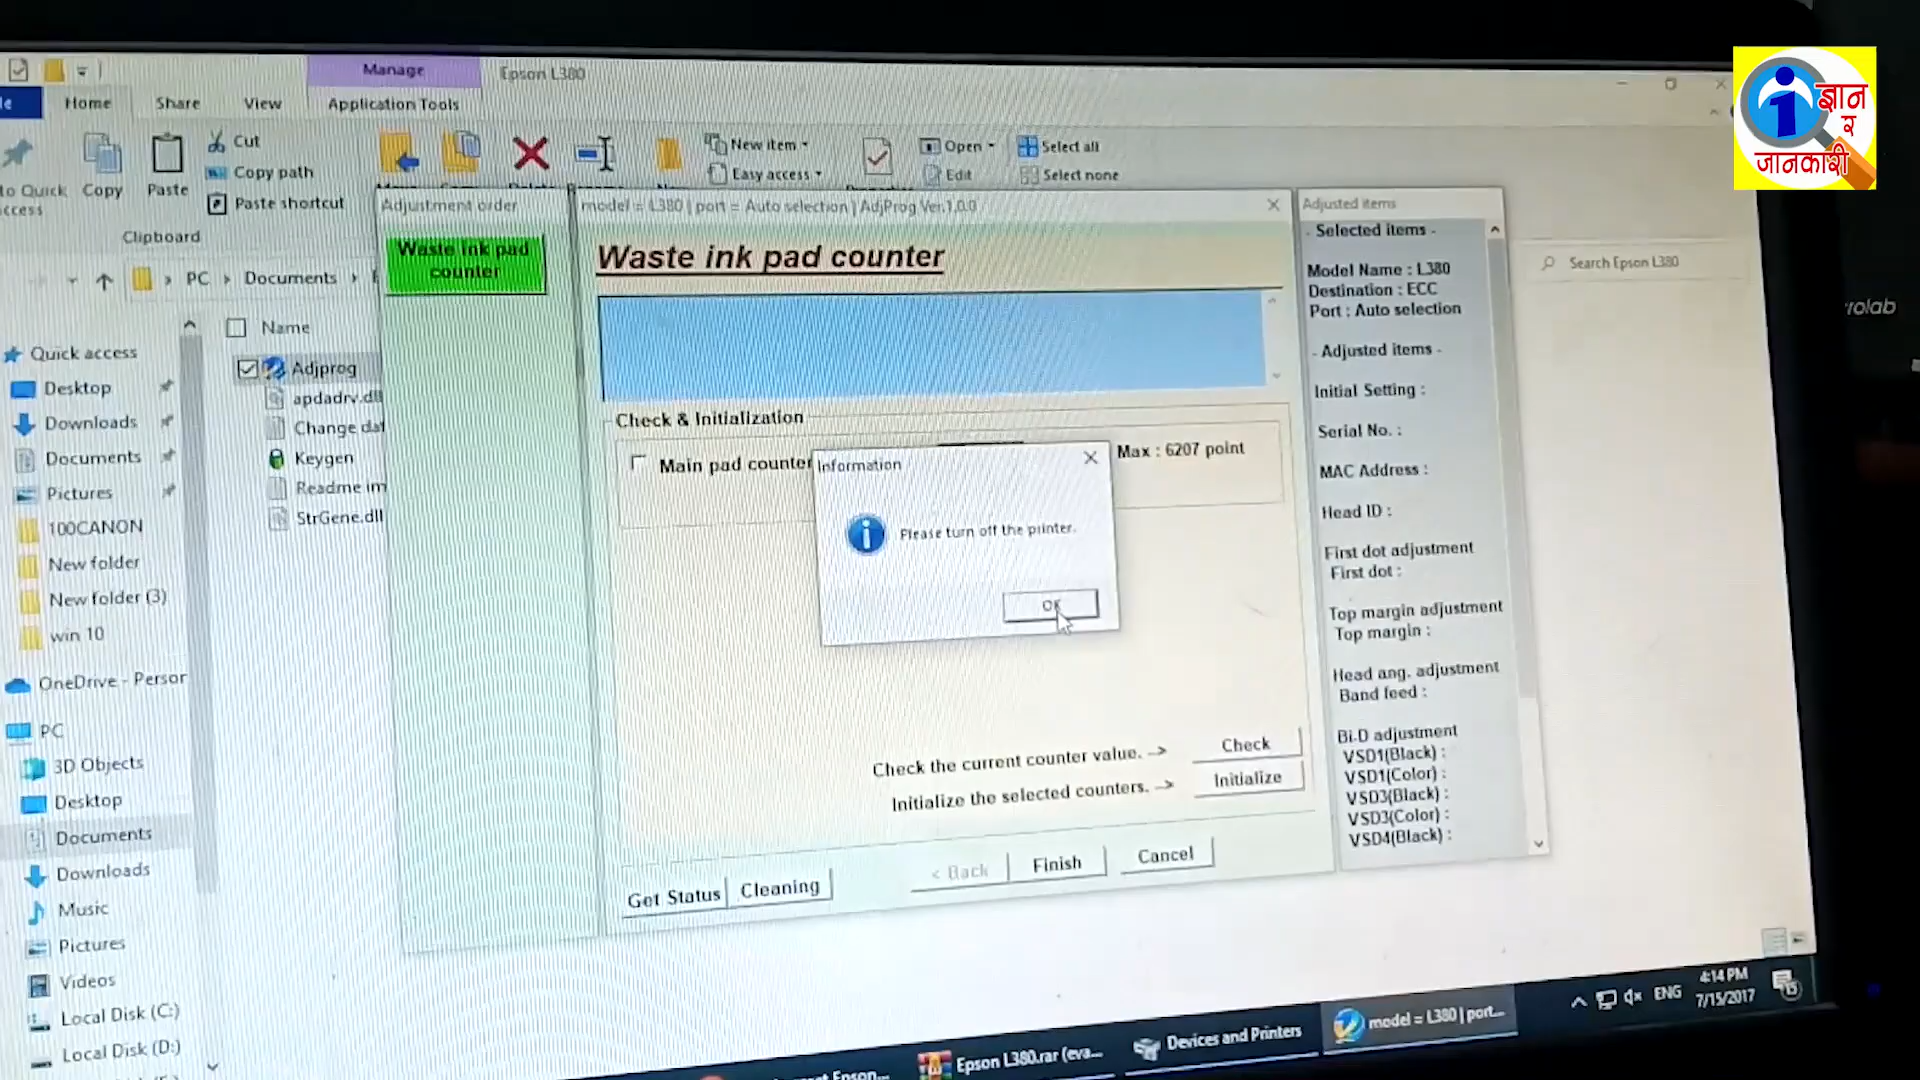 Manage
Epson L380
Home
Share
View
Application Tools
Cut
Copy path
Paste shortcut
to Quick
Copy
Paste
New item
Easy access
Open
Edit
Select all
Select none
Clipboard
PC
Documents
Search Epson L380
Name
Adjprog
apdadrv.dll
Keygen
StrGene.dll
Quick access
Desktop
Downloads
Documents
Pictures
100CANON
New folder
New folder (3)
win 10
OneDrive - Person
PC
3D Objects
Desktop
Documents
Downloads
Music
Pictures
Videos
Local Disk (C:)
Local Disk (D:)
Adjustment order
Waste ink pad
counter
model = L380 | port = Auto selection | AdjProg Ver.1.0.0
Waste ink pad counter
Check & Initialization
Main pad counter
Max : 6207 point
Information
Please turn off the printer.
OK
Check the current counter value. -->
Check
Initialize the selected counters. -->
Initialize
Get Status
Cleaning
< Back
Finish
Cancel
Adjusted items
- Selected items -
Model Name : L380
Destination : ECC
Port : Auto selection
- Adjusted items -
Initial Setting :
Serial No. :
MAC Address :
Head ID :
First dot adjustment
First dot :
Top margin adjustment
Top margin :
Head ang. adjustment
Band feed :
Bi-D adjustment
VSD1(Black) :
VSD1(Color) :
VSD3(Black) :
VSD3(Color) :
VSD4(Black) :
Epson L380.rar (eva...
Devices and Printers
model = L380 | port...
ENG
4:14 PM
7/15/2017
ज्ञान
र
जानकारी